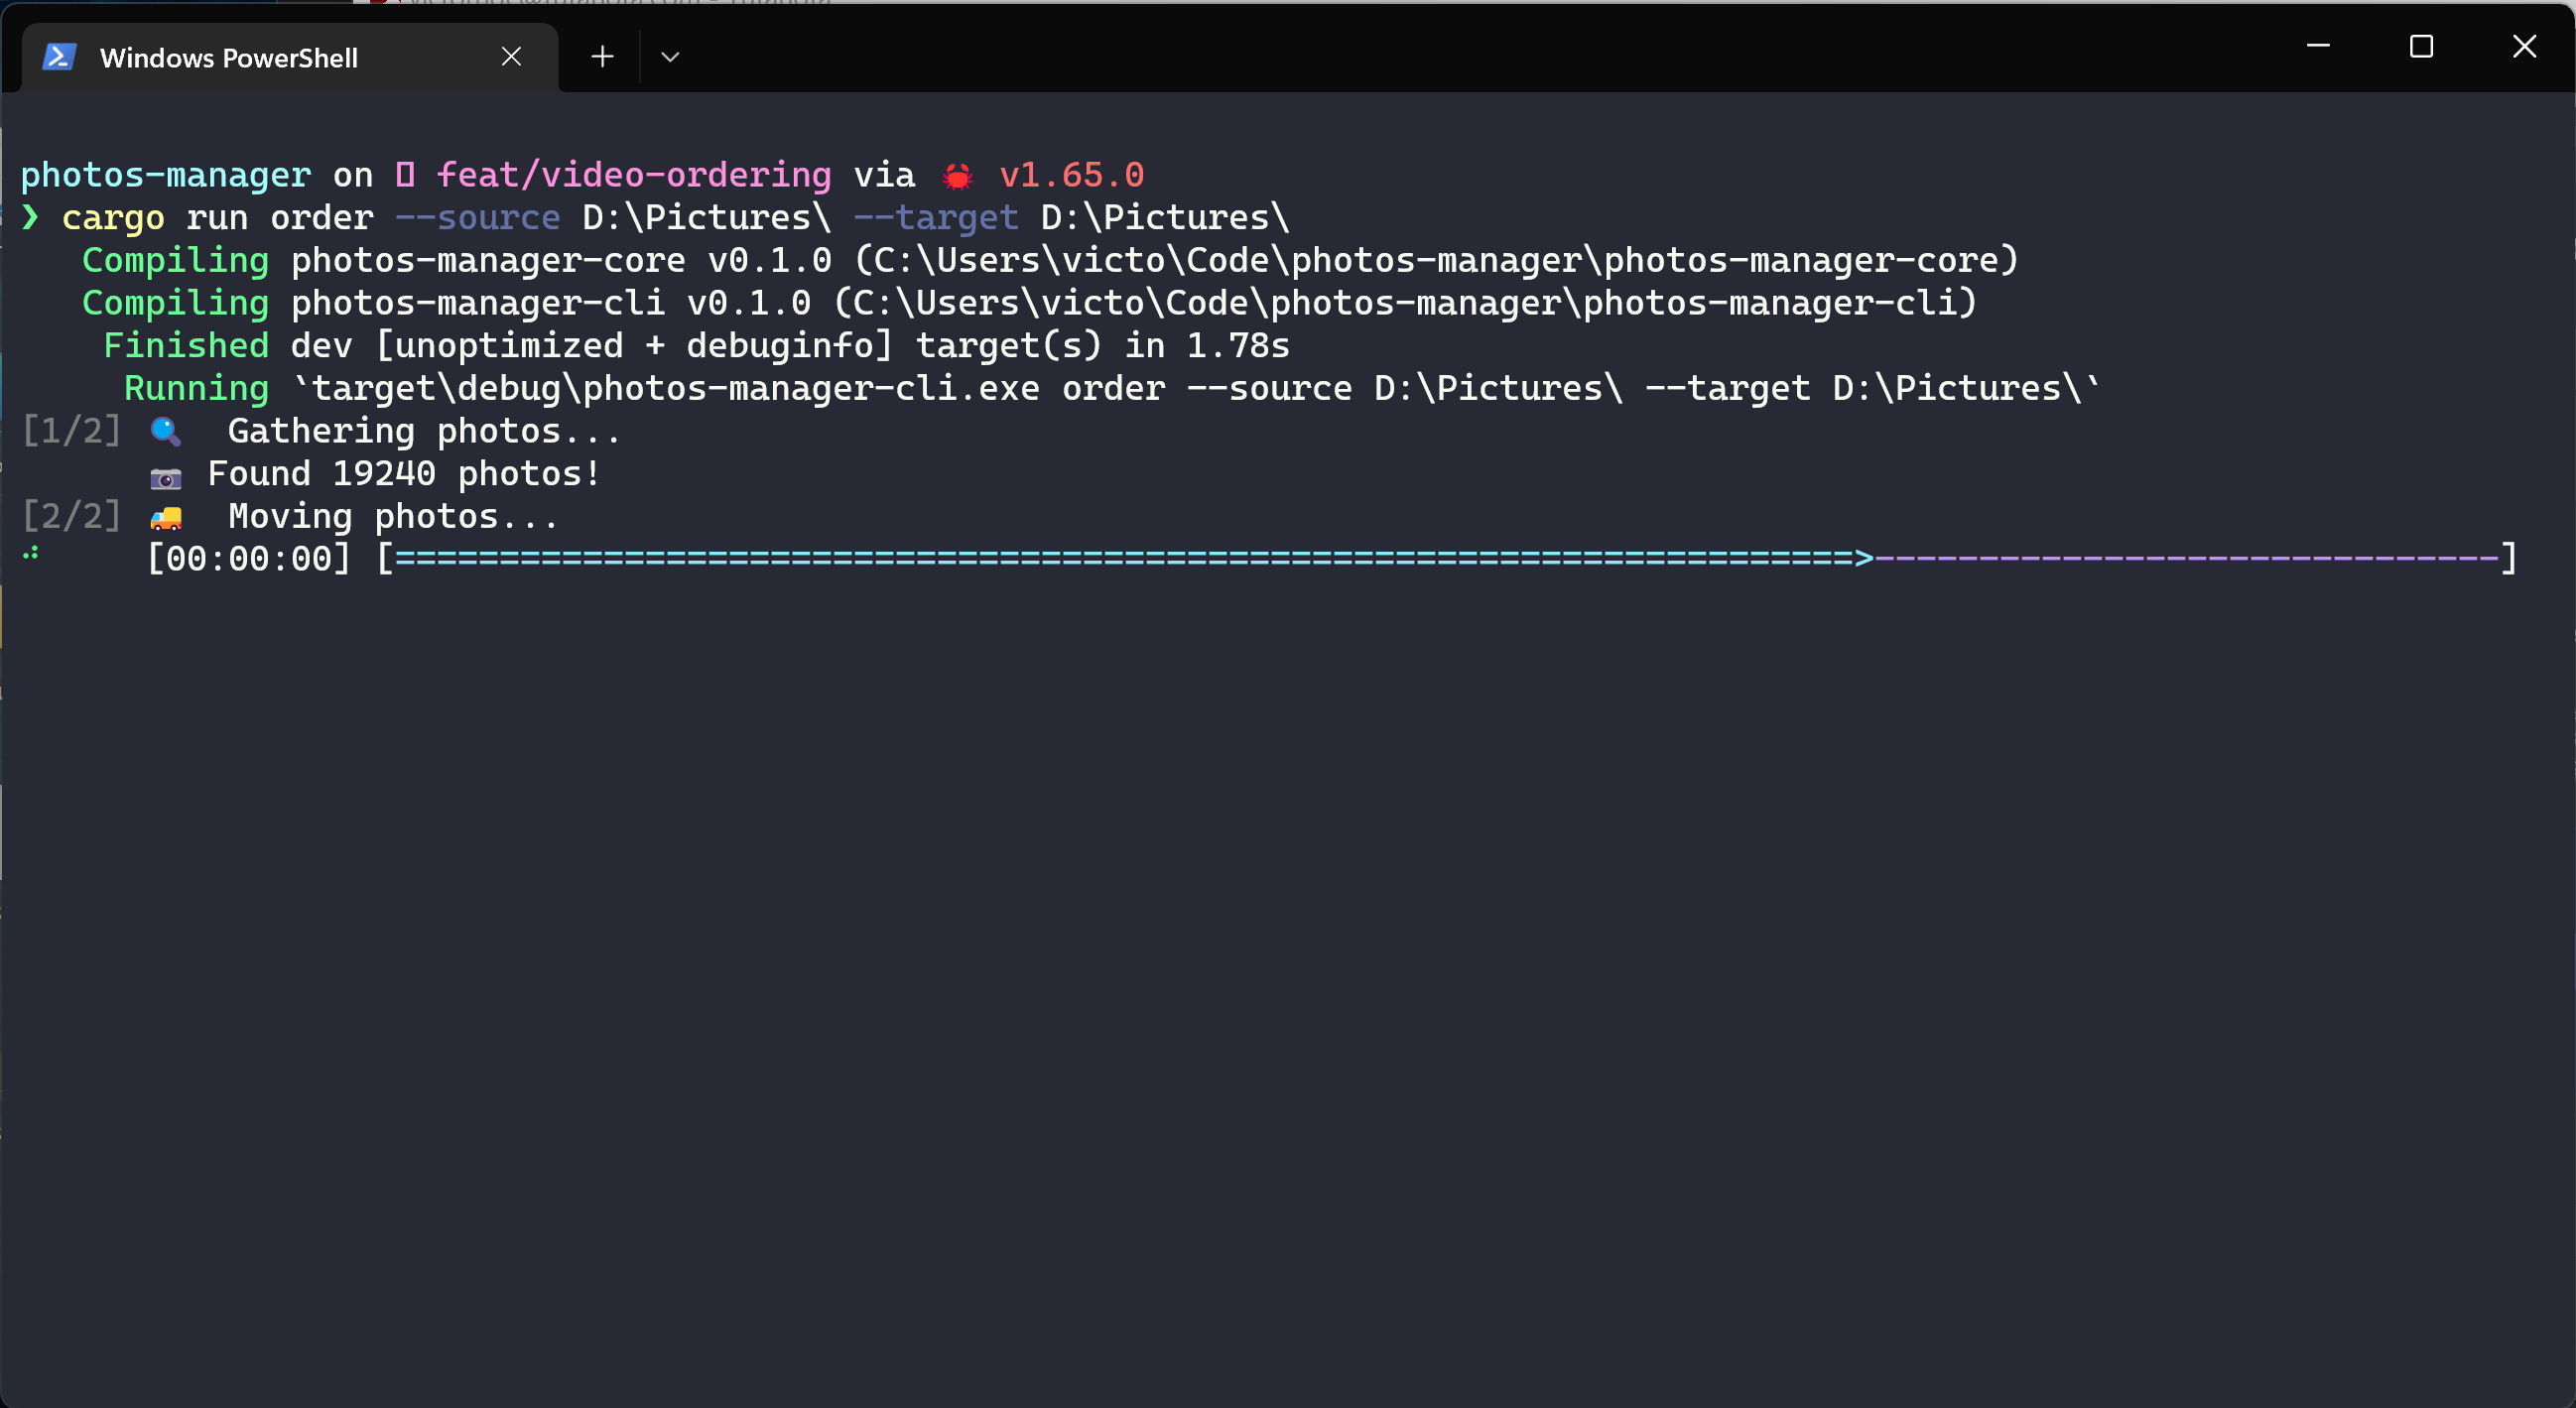 Windows PowerShell
photos-manager on feat/video-ordering via 🦀 v1.65.0
❯ cargo run order --source D:\Pictures\ --target D:\Pictures\
Compiling photos-manager-core v0.1.0 (C:\Users\victo\Code\photos-manager\photos-manager-core)
Compiling photos-manager-cli v0.1.0 (C:\Users\victo\Code\photos-manager\photos-manager-cli)
Finished dev [unoptimized + debuginfo] target(s) in 1.78s
Running `target\debug\photos-manager-cli.exe order --source D:\Pictures\ --target D:\Pictures\`
[1/2] 🔍 Gathering photos...
📷 Found 19240 photos!
[2/2] 🚚 Moving photos...
[00:00:00] [======================================================================>------------------------------]